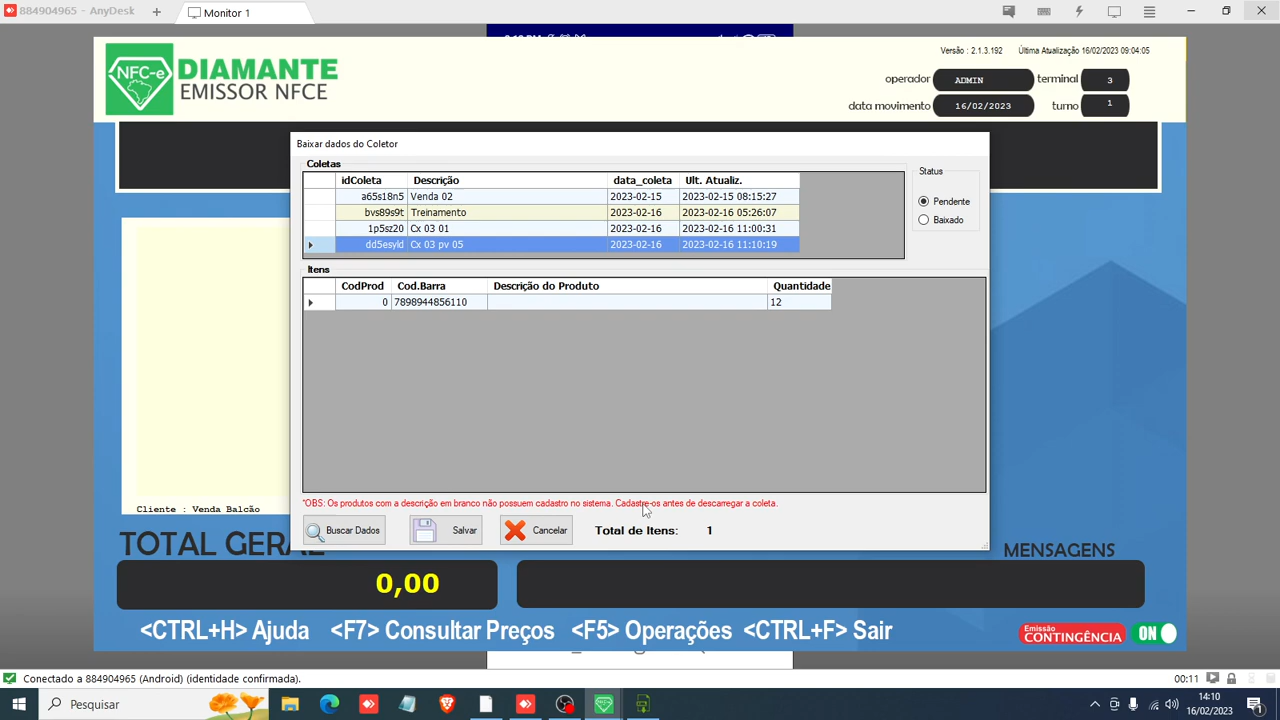 884904965 - AnyDesk
Monitor 1
NFC-e DIAMANTE
EMISSOR NFCE
Versão : 2.1.3.192 Última Atualização 16/02/2023 09:04:05
operador ADMIN terminal 3
data movimento 16/02/2023 turno 1
Baixar dados do Coletor
Coletas
idColeta Descrição data_coleta Ult. Atualiz.
a65s18n5 Venda 02 2023-02-15 2023-02-15 08:15:27
bvs89s9t Treinamento 2023-02-16 2023-02-16 05:26:07
1p5sz20 Cx 03 01 2023-02-16 2023-02-16 11:00:31
dd5esyld Cx 03 pv 05 2023-02-16 2023-02-16 11:10:19
Status
Pendente
Baixado
Itens
CodProd Cod.Barra Descrição do Produto Quantidade
0 7898944856110 12
*OBS: Os produtos com a descrição em branco não possuem cadastro no sistema. Cadastre-os antes de descarregar a coleta.
Buscar Dados Salvar Cancelar Total de Itens: 1
Cliente : Venda Balcão
TOTAL GERAL
MENSAGENS
0,00
<CTRL+H> Ajuda <F7> Consultar Preços <F5> Operações <CTRL+F> Sair
Emissão
CONTINGÊNCIA ON
Conectado a 884904965 (Android) (identidade confirmada). 00:11
Pesquisar
14:10
16/02/2023